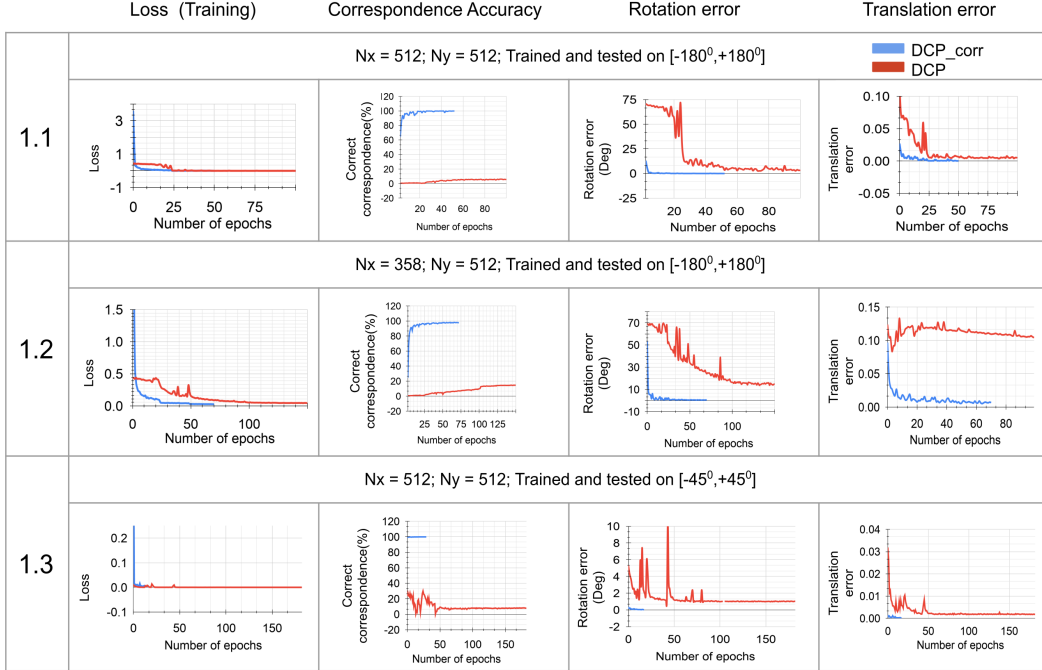 Loss (Training) Correspondence Accuracy Rotation error Translation error
Nx = 512; Ny = 512; Trained and tested on [-180⁰,+180⁰]
DCP_corr
DCP
1.1
Loss
3
1
-1
0 25 50 75
Number of epochs
Correct
correspondence(%)
120
100
80
60
40
20
0
-20
20 40 60 80
Number of epochs
Rotation error
(Deg)
75
50
25
0
-25
20 40 60 80 100
Number of epochs
Translation
error
0.10
0.05
0.00
-0.05
0 25 50 75
Number of epochs
Nx = 358; Ny = 512; Trained and tested on [-180⁰,+180⁰]
1.2
Loss
1.5
1.0
0.5
0.0
0 50 100 150
Number of epochs
Correct
correspondence(%)
120
100
80
60
40
20
0
-20
25 50 75 100 125
Number of epochs
Rotation error
(Deg)
70
50
30
10
-10
0 50 100
Number of epochs
Translation
error
0.15
0.10
0.05
0.00
0 20 40 60 80
Number of epochs
Nx = 512; Ny = 512; Trained and tested on [-45⁰,+45⁰]
1.3
Loss
0.2
0.1
0.0
-0.1
0 50 100 150
Number of epochs
Correct
correspondence(%)
120
100
80
60
40
20
0
-20
0 50 100 150
Number of epochs
Rotation error
(Deg)
10
8
6
4
2
0
-2
0 50 100 150
Number of epochs
Translation
error
0.04
0.03
0.02
0.01
0.00
0 50 100 150
Number of epochs